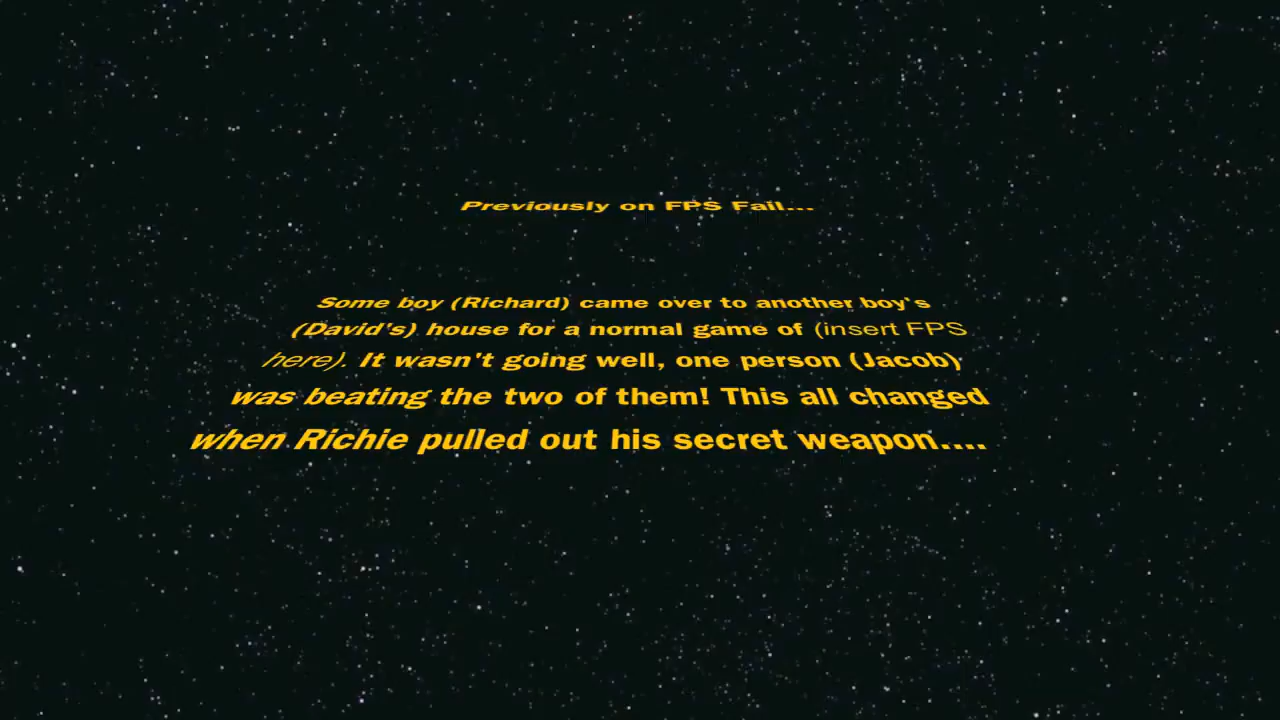 Previously on FPS Fail...
Some boy (Richard) came over to another boy's
(David's) house for a normal game of (insert FPS
here). It wasn't going well, one person (Jacob)
was beating the two of them! This all changed
when Richie pulled out his secret weapon....